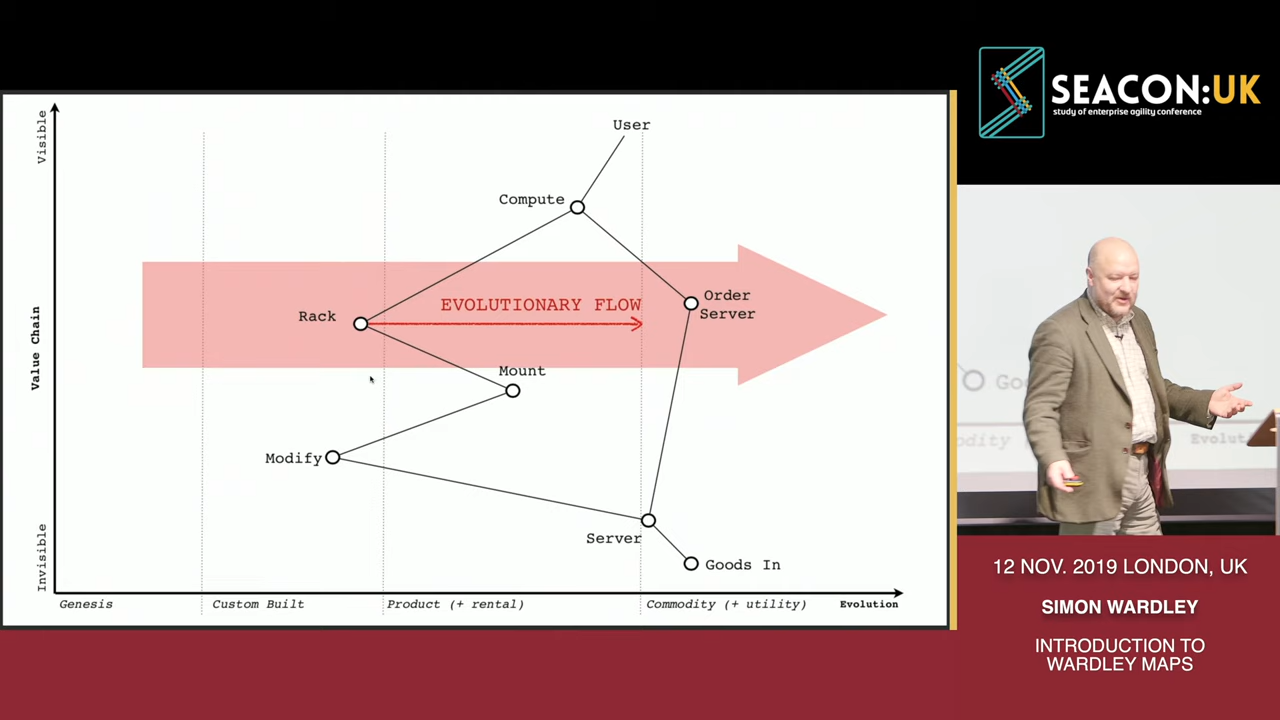 SEACON:UK
study of enterprise agility conference
Visible
User
Compute
EVOLUTIONARY FLOW
Order
Server
Rack
Value Chain
Mount
Modify
Server
Goods In
Invisible
Genesis
Custom Built
Product (+ rental)
Commodity (+ utility)
Evolution
Evolut
12 NOV. 2019 LONDON, UK
SIMON WARDLEY
INTRODUCTION TO
WARDLEY MAPS